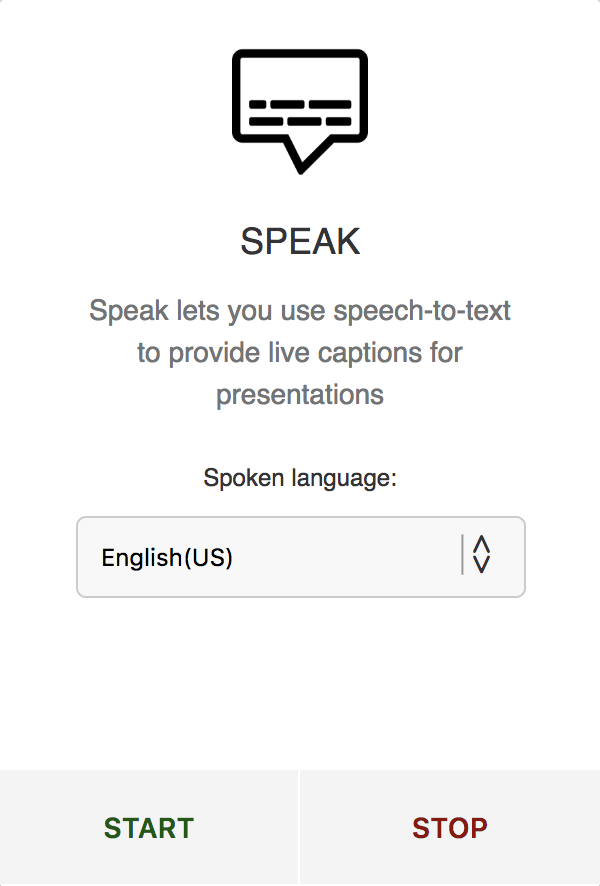 SPEAK
Speak lets you use speech-to-text
to provide live captions for
presentations
Spoken language:
English(US)
START
STOP